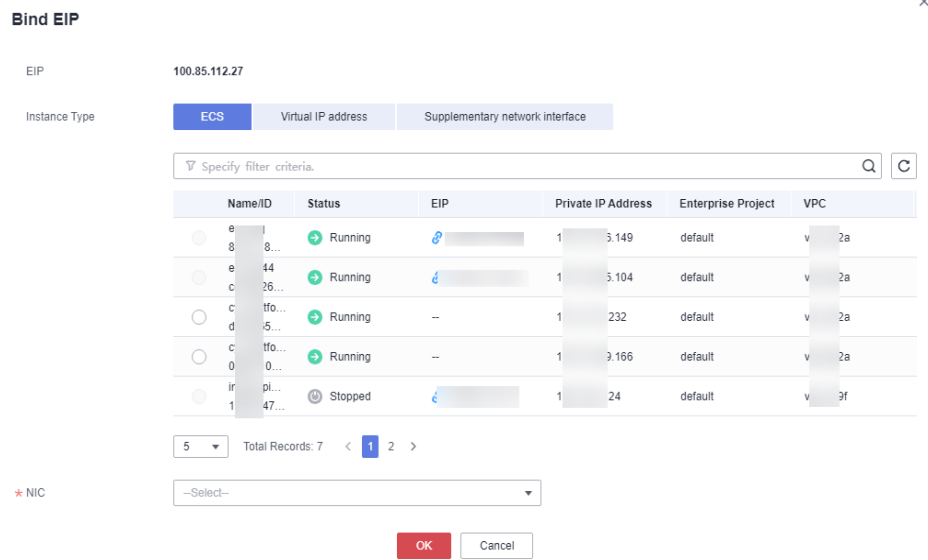 Bind EIP
EIP 100.85.112.27
Instance Type ECS Virtual IP address Supplementary network interface
Specify filter criteria.
Name/ID Status EIP Private IP Address Enterprise Project VPC
Running default
Running default
Running -- default
Running -- default
Stopped default
5 Total Records: 7 < 1 2 >
* NIC --Select--
OK Cancel